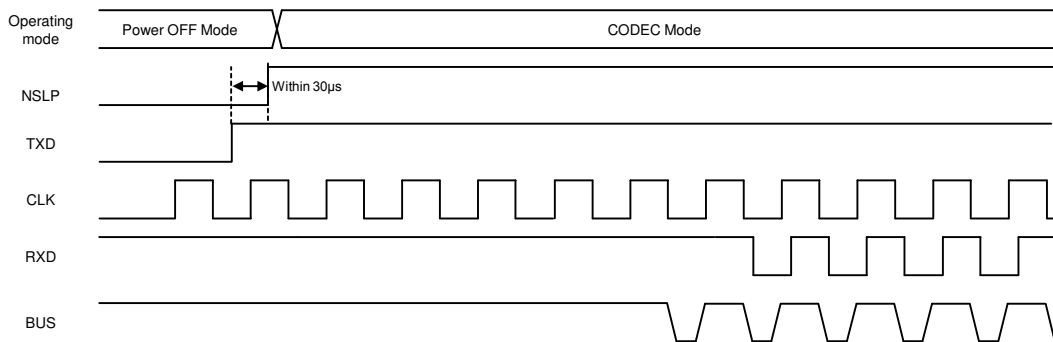 Operating
mode
Power OFF Mode
CODEC Mode
NSLP
Within 30µs
TXD
CLK
RXD
BUS